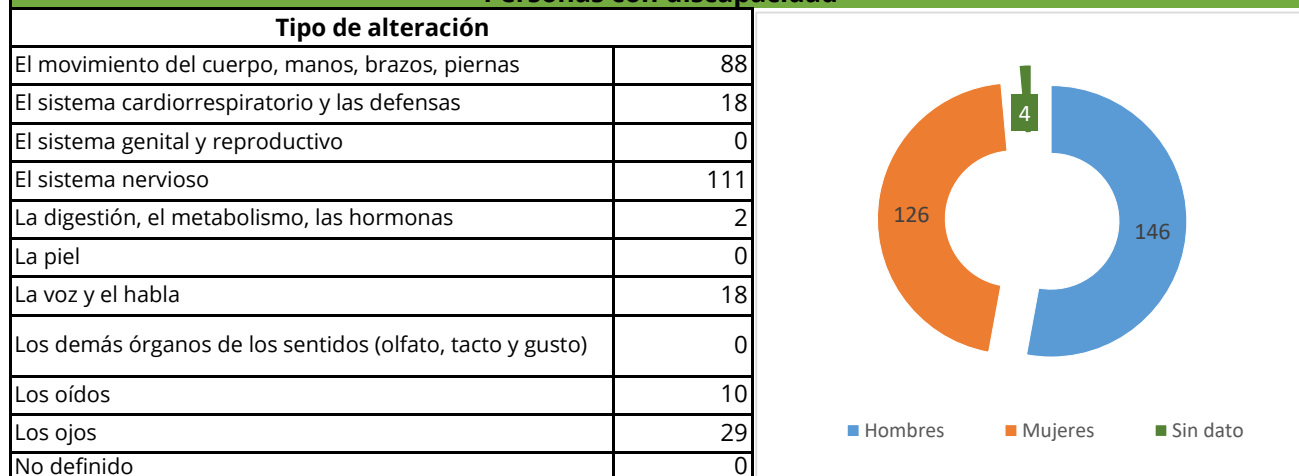 Personas con discapacidad
Tipo de alteración
El movimiento del cuerpo, manos, brazos, piernas 88
El sistema cardiorrespiratorio y las defensas 18
El sistema genital y reproductivo 0
El sistema nervioso 111
La digestión, el metabolismo, las hormonas 2
La piel 0
La voz y el habla 18
Los demás órganos de los sentidos (olfato, tacto y gusto) 0
Los oídos 10
Los ojos 29
No definido 0
4
126
146
Hombres Mujeres Sin dato